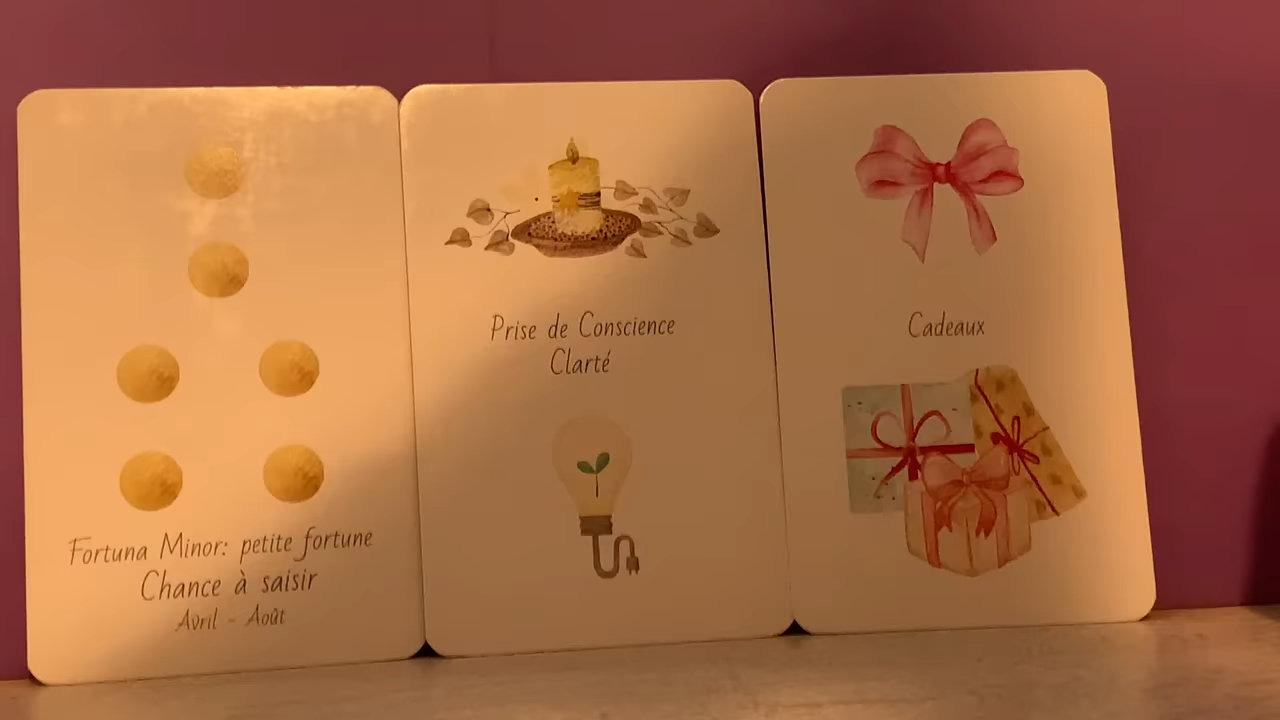 Fortuna Minor: petite fortune
Chance à saisir
Avril - Août
Prise de Conscience
Clarté
Cadeaux